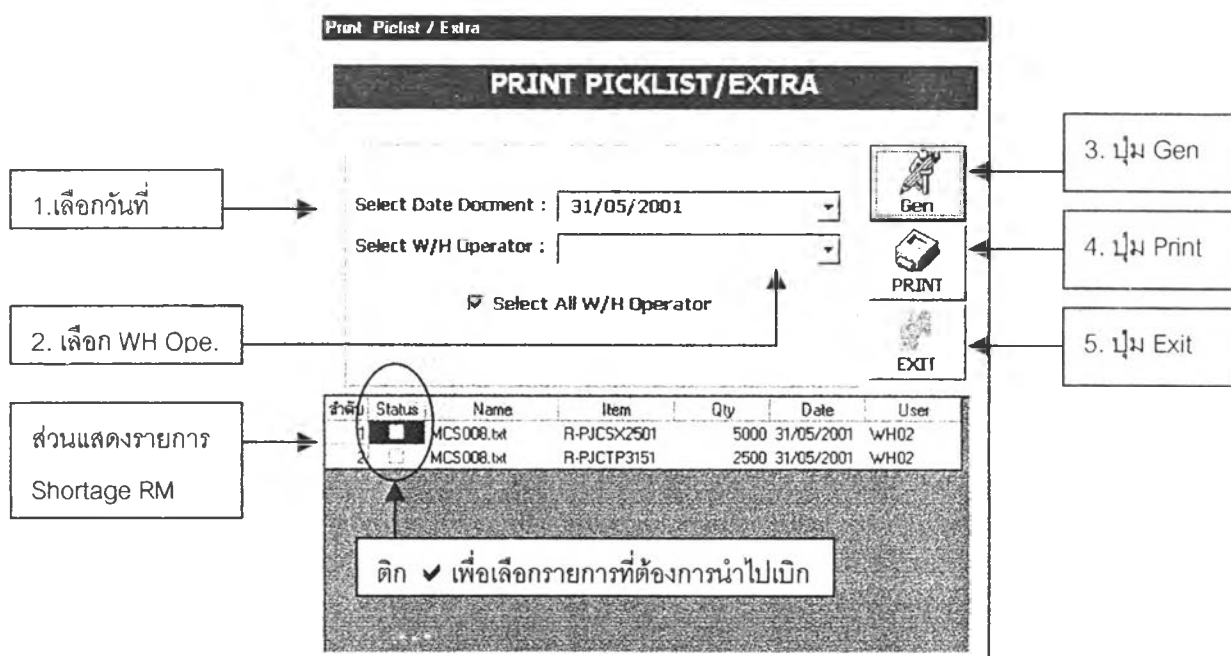 Print Picklist / Extra
PRINT PICKLIST/EXTRA
1.เลือกวันที่
Select Date Docment : 31/05/2001
Select W/H Operator :
Select All W/H Operator
2. เลือก WH Ope.
Gen
PRINT
EXIT
3. ปุ่ม Gen
4. ปุ่ม Print
5. ปุ่ม Exit
ส่วนแสดงรายการ
Shortage RM
ลำดับ Status Name Item Qty Date User
1 MCS008.txt R-PJCSX2501 5000 31/05/2001 WH02
2 MCS008.txt R-PJCTP3151 2500 31/05/2001 WH02
ติก ✔ เพื่อเลือกรายการที่ต้องการนำไปเบิก